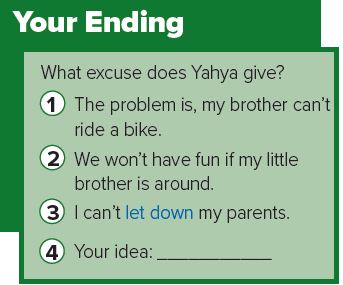 Your Ending
What excuse does Yahya give?
1 The problem is, my brother can't
ride a bike.
2 We won't have fun if my little
brother is around.
3 I can't let down my parents.
4 Your idea: ____________